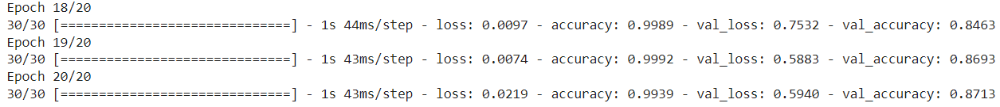 Epoch 18/20
30/30 [==============================] - 1s 44ms/step - loss: 0.0097 - accuracy: 0.9989 - val_loss: 0.7532 - val_accuracy: 0.8463
Epoch 19/20
30/30 [==============================] - 1s 43ms/step - loss: 0.0074 - accuracy: 0.9992 - val_loss: 0.5883 - val_accuracy: 0.8693
Epoch 20/20
30/30 [==============================] - 1s 43ms/step - loss: 0.0219 - accuracy: 0.9939 - val_loss: 0.5940 - val_accuracy: 0.8713